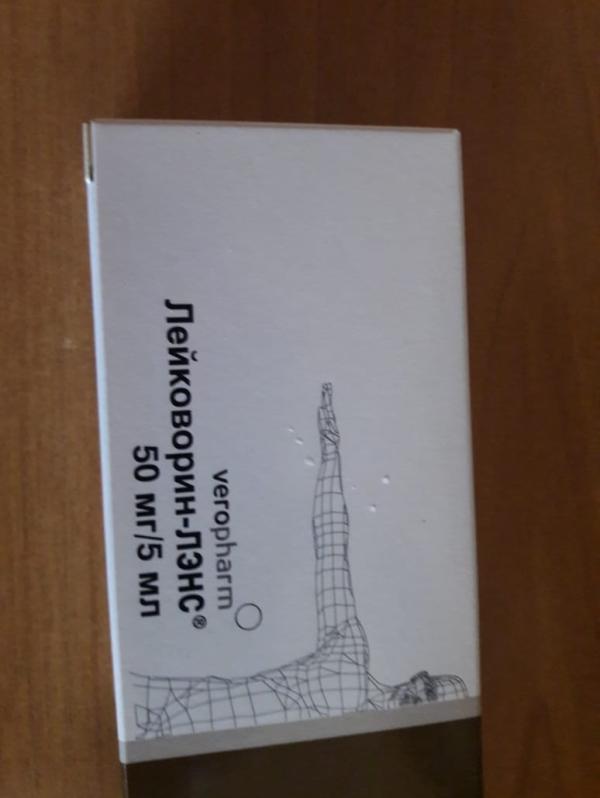 veropharm
Лейковорин-ЛЭНС®
50 мг/5 мл